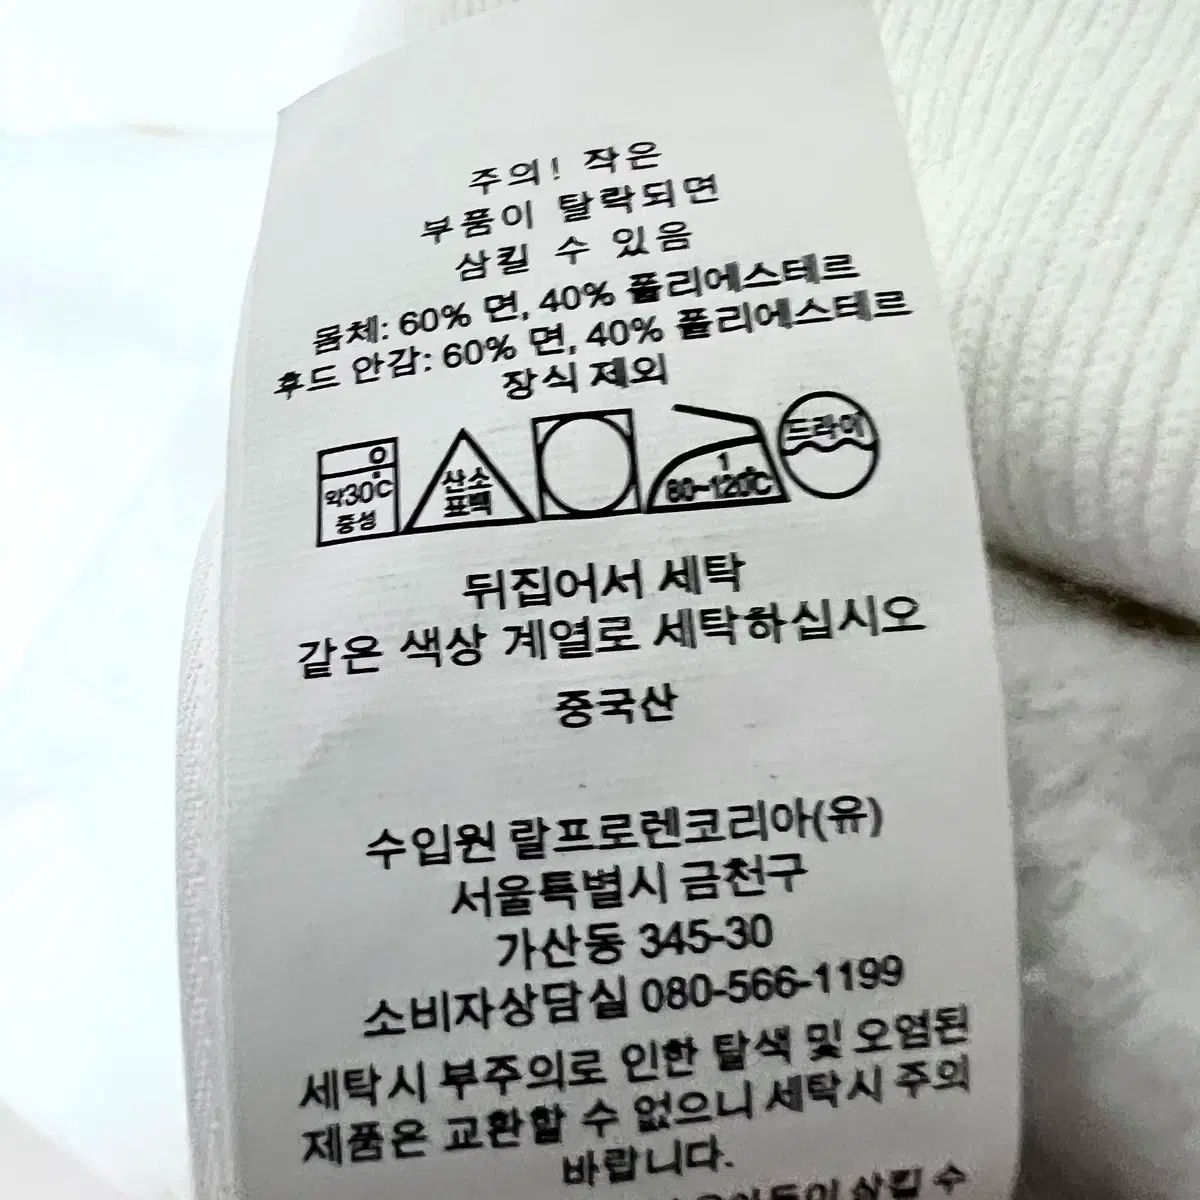 주의! 작은
부품이 탈락되면
삼킬 수 있음
몸체: 60% 면, 40% 폴리에스테르
후드 안감: 60% 면, 40% 폴리에스테르
장식 제외
약30℃
중성
산소
표백
1
80~120℃
드라이
뒤집어서 세탁
같은 색상 계열로 세탁하십시오
중국산
수입원 랄프로렌코리아(유)
서울특별시 금천구
가산동 345-30
소비자상담실 080-566-1199
세탁시 부주의로 인한 탈색 및 오염된
제품은 교환할 수 없으니 세탁시 주의
바랍니다.
삼킬 수